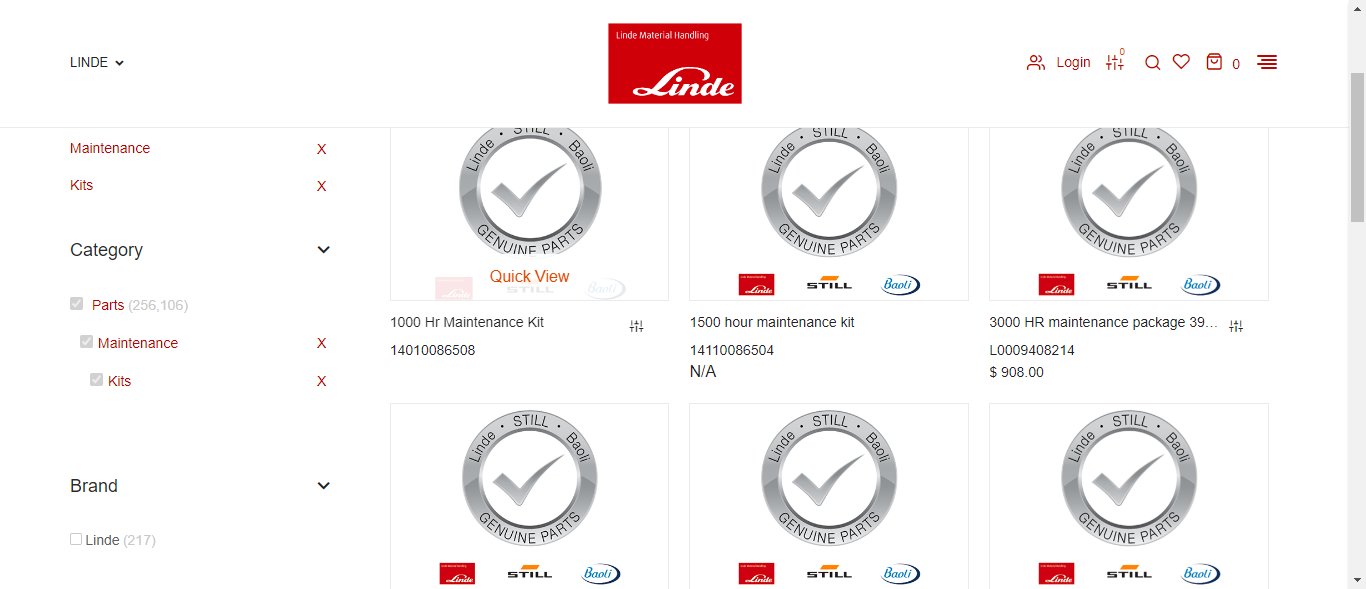 LINDE
Linde Material Handling
Linde
Login
0
0
Maintenance X
Kits X
Category
Parts (256,106)
Maintenance X
Kits X
Brand
Linde (217)
Linde • STILL • Baoli
GENUINE PARTS
Linde STILL Baoli
Quick View
1000 Hr Maintenance Kit
14010086508
Linde • STILL • Baoli
GENUINE PARTS
Linde STILL Baoli
1500 hour maintenance kit
14110086504
N/A
Linde • STILL • Baoli
GENUINE PARTS
Linde STILL Baoli
3000 HR maintenance package 39...
L0009408214
$ 908.00
Linde • STILL • Baoli
GENUINE PARTS
Linde STILL Baoli
Linde • STILL • Baoli
GENUINE PARTS
Linde STILL Baoli
Linde • STILL • Baoli
GENUINE PARTS
Linde STILL Baoli